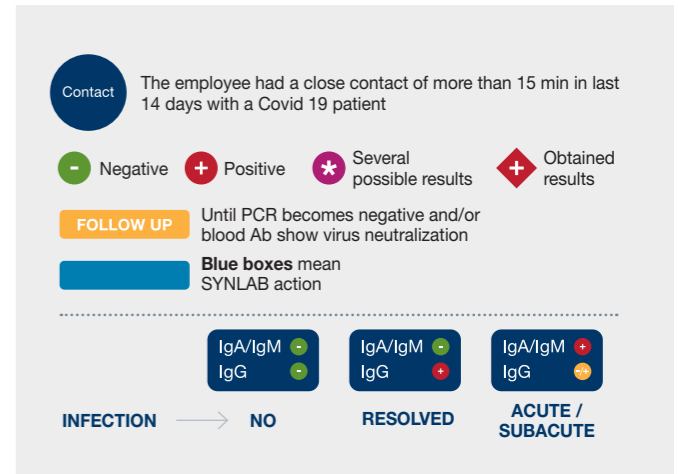 Contact
The employee had a close contact of more than 15 min in last
14 days with a Covid 19 patient
- Negative
+ Positive
* Several
possible results
+ Obtained
results
FOLLOW UP
Until PCR becomes negative and/or
blood Ab show virus neutralization
Blue boxes mean
SYNLAB action
IgA/IgM -
IgG -
IgA/IgM -
IgG +
IgA/IgM +
IgG -/+
INFECTION
NO
RESOLVED
ACUTE /
SUBACUTE